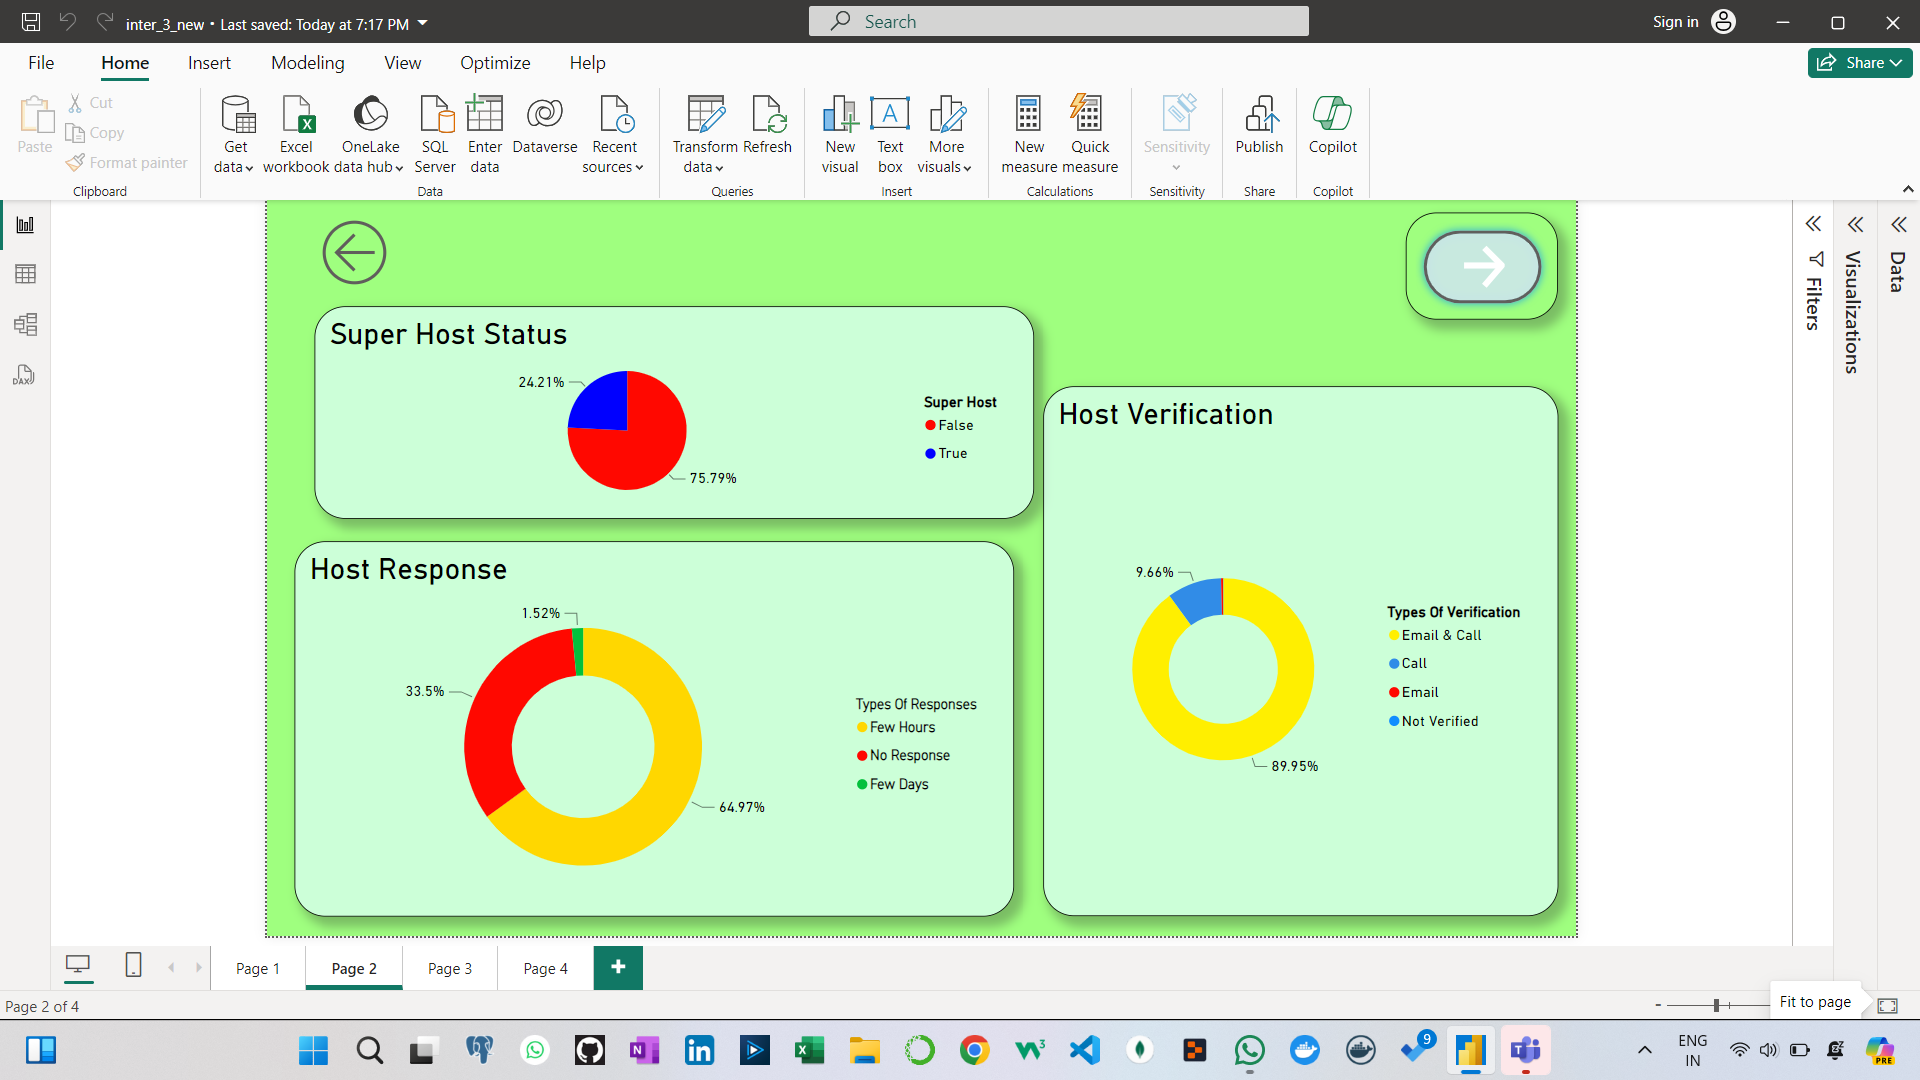 inter_3_new • Last saved: Today at 7:17 PM
Search
Sign in
File Home Insert Modeling View Optimize Help
Share
Paste
Cut
Copy
Format painter
Clipboard
Get data
Excel workbook
OneLake data hub
SQL Server
Enter data
Dataverse
Recent sources
Data
Transform data
Refresh
Queries
New visual
Text box
More visuals
Insert
New measure
Quick measure
Calculations
Sensitivity
Sensitivity
Publish
Share
Copilot
Copilot
DAX
Super Host Status
24.21%
75.79%
Super Host
False
True
Host Response
1.52%
33.5%
64.97%
Types Of Responses
Few Hours
No Response
Few Days
Host Verification
9.66%
89.95%
Types Of Verification
Email & Call
Call
Email
Not Verified
Filters
Visualizations
Data
Page 1 Page 2 Page 3 Page 4 +
Page 2 of 4
Fit to page
9
ENG
IN
PRE